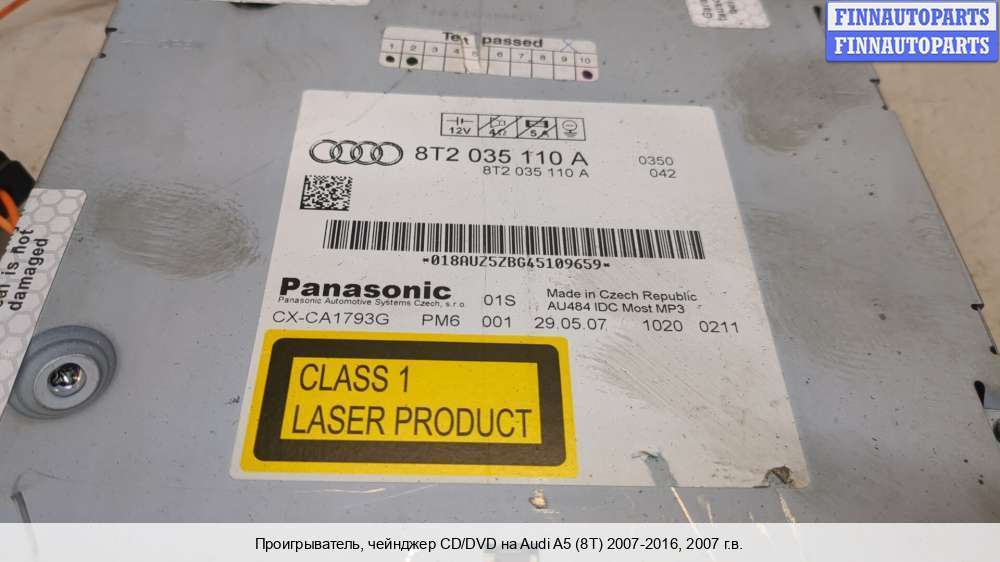 FINNAUTOPARTS
FINNAUTOPARTS
Test passed
1 2 3 4 5 6 7 8 9 10
12V 4Ω 5A
8T2 035 110 A 0350
8T2 035 110 A 042
*018AUZ5ZBG45109659*
Panasonic
Panasonic Automotive Systems Czech, s.r.o.
01S Made in Czech Republic
AU484 IDC Most MP3
CX-CA1793G PM6 001 29.05.07 1020 0211
CLASS 1
LASER PRODUCT
is not
damaged
Проигрыватель, чейнджер CD/DVD на Audi A5 (8T) 2007-2016, 2007 г.в.